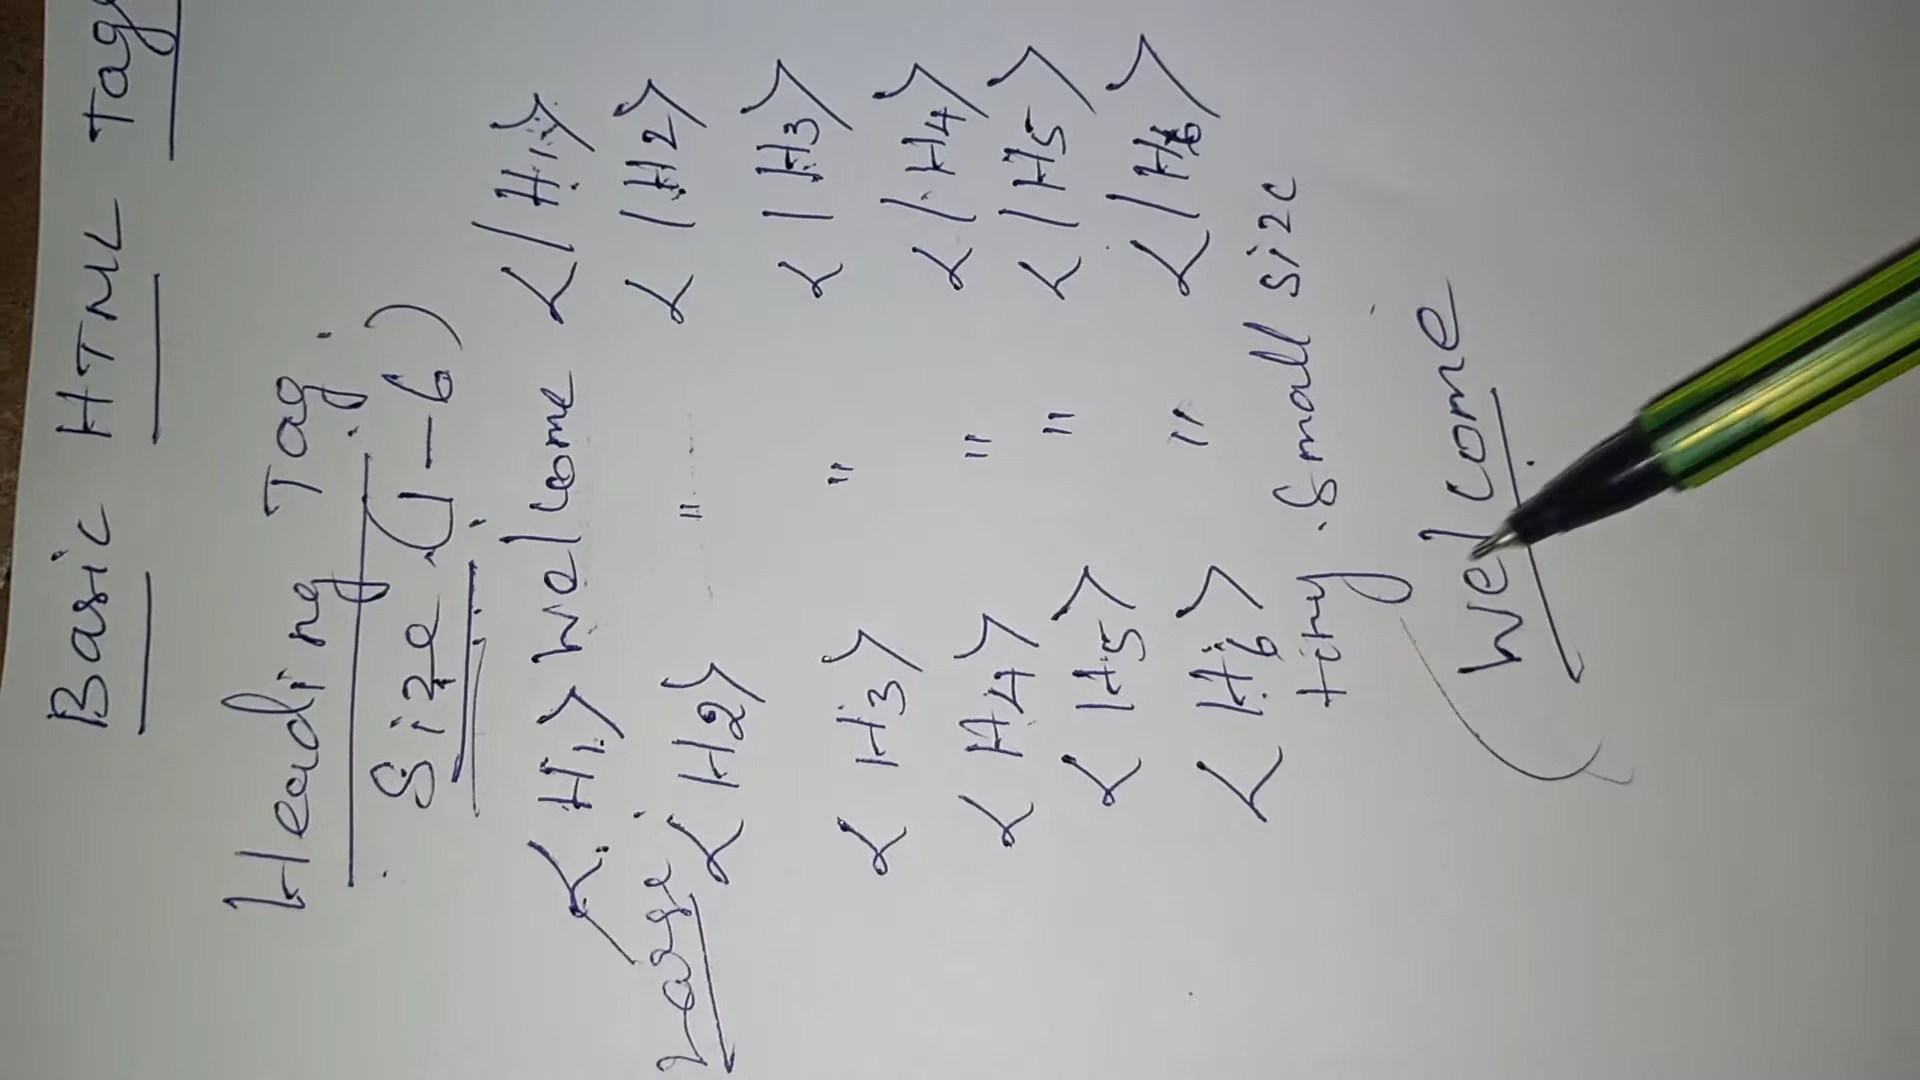 Basic HTML Tag
Heading Tag
Size (1-6)
<H1> Welcome </H1>
Large
<H2> " </H2>
<H3> " </H3>
<H4> " </H4>
<H5> " </H5>
<H6> " </H6>
tiny small size
Welcome